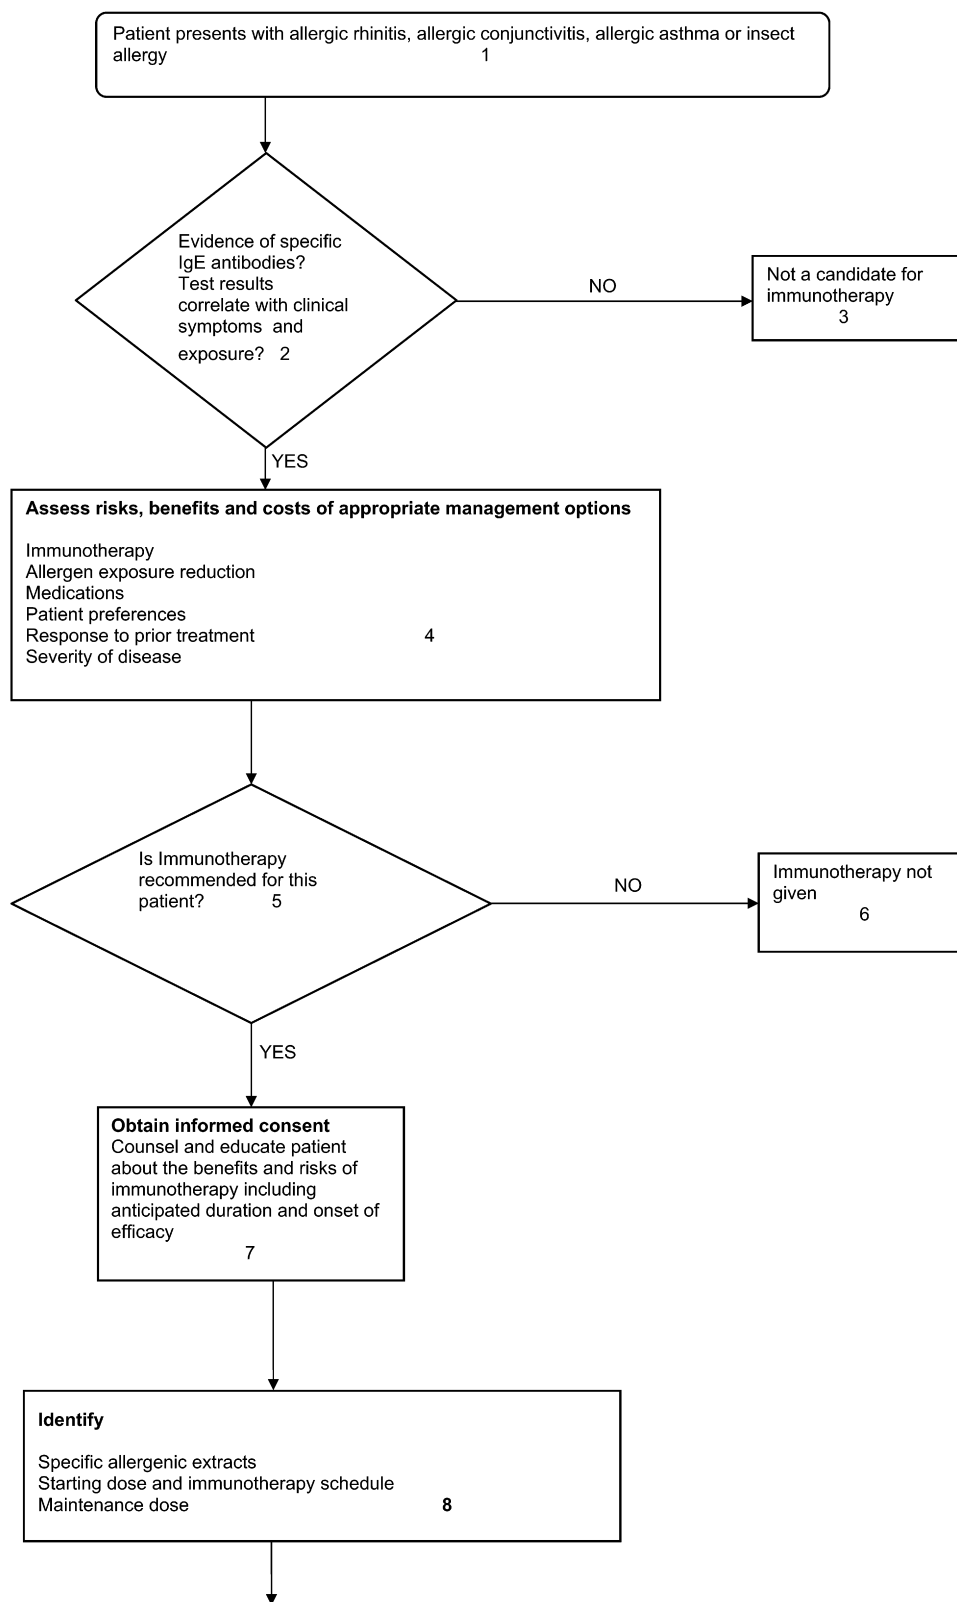 Patient presents with allergic rhinitis, allergic conjunctivitis, allergic asthma or insect
allergy 1
Evidence of specific
IgE antibodies?
Test results
correlate with clinical
symptoms and
exposure? 2
NO
Not a candidate for
immunotherapy
3
YES
Assess risks, benefits and costs of appropriate management options
Immunotherapy
Allergen exposure reduction
Medications
Patient preferences
Response to prior treatment 4
Severity of disease
Is Immunotherapy
recommended for this
patient? 5
NO
Immunotherapy not
given
6
YES
Obtain informed consent
Counsel and educate patient
about the benefits and risks of
immunotherapy including
anticipated duration and onset of
efficacy
7
Identify
Specific allergenic extracts
Starting dose and immunotherapy schedule
Maintenance dose 8